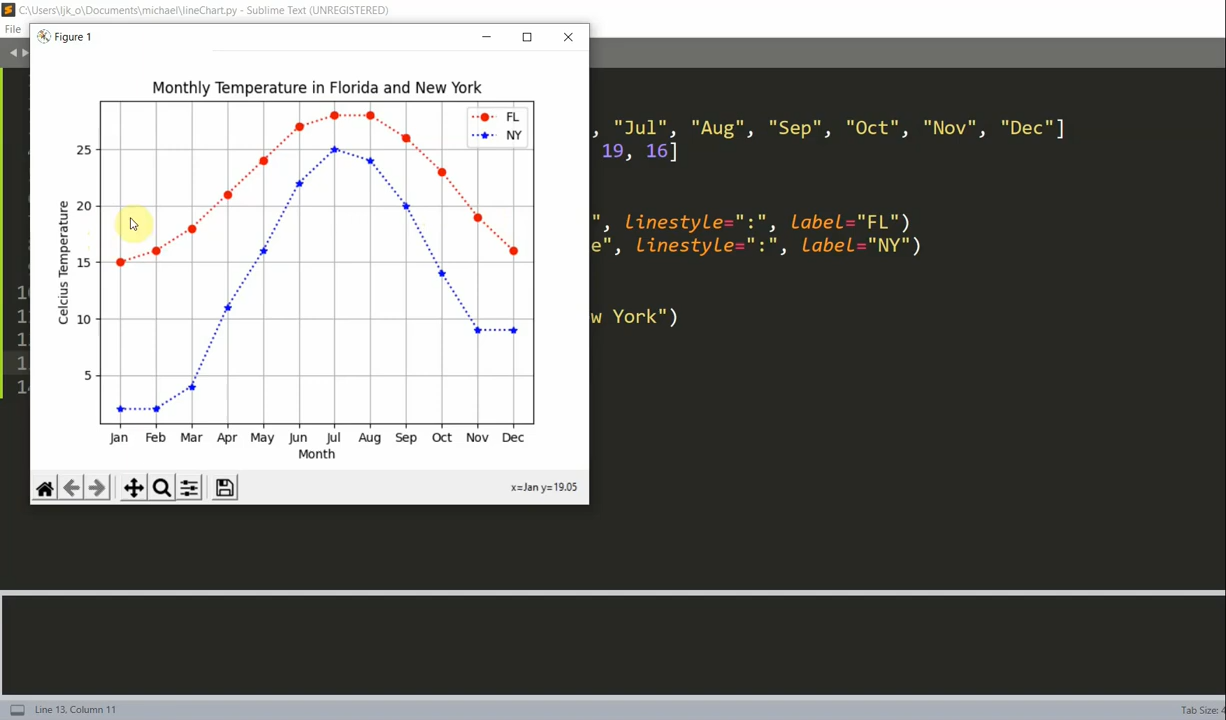 C:\Users\ljk_o\Documents\michael\lineChart.py - Sublime Text (UNREGISTERED)
File
Figure 1
Monthly Temperature in Florida and New York
FL
NY
25
20
15
10
5
Celcius Temperature
Jan Feb Mar Apr May Jun Jul Aug Sep Oct Nov Dec
Month
x=Jan y=19.05
, "Jul", "Aug", "Sep", "Oct", "Nov", "Dec"]
19, 16]
", linestyle=":", label="FL")
e", linestyle=":", label="NY")
w York")
Line 13, Column 11
Tab Size: 4